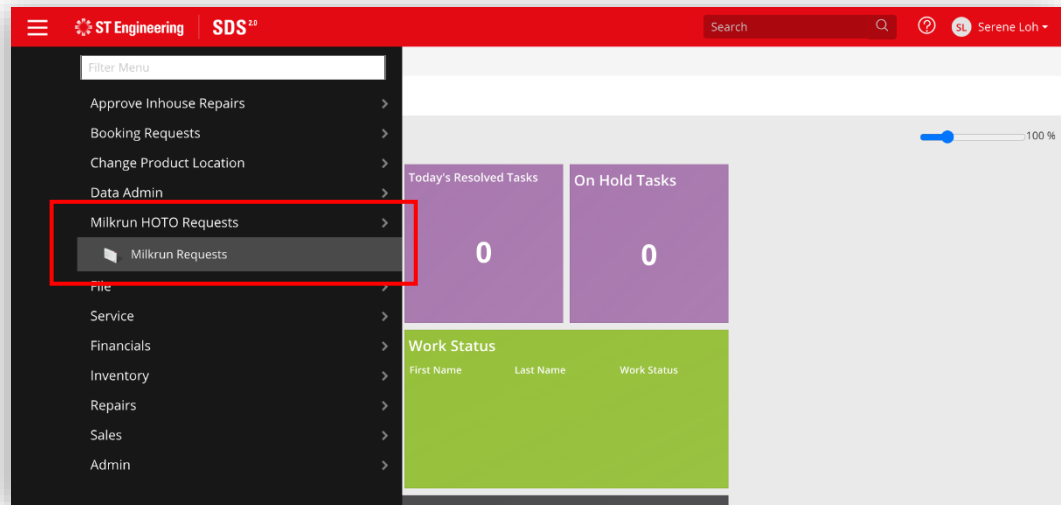 ST Engineering SDS 2.0 Search SL Serene Loh
Filter Menu
Approve Inhouse Repairs
Booking Requests
Change Product Location
Data Admin
Milkrun HOTO Requests
Milkrun Requests
File
Service
Financials
Inventory
Repairs
Sales
Admin
100 %
Today's Resolved Tasks
0
On Hold Tasks
0
Work Status
First Name Last Name Work Status